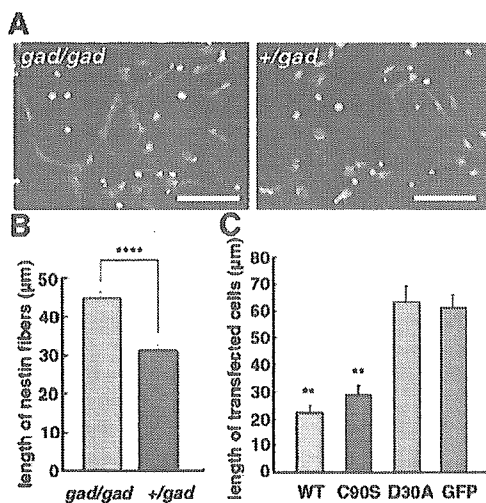 A
gad/gad
+/gad
B
C
****
length of nestin fibers (µm)
50
40
30
20
10
0
gad/gad +/gad
length of transfected cells (µm)
80
70
60
50
40
30
20
10
0
**
**
WT C90S D30A GFP